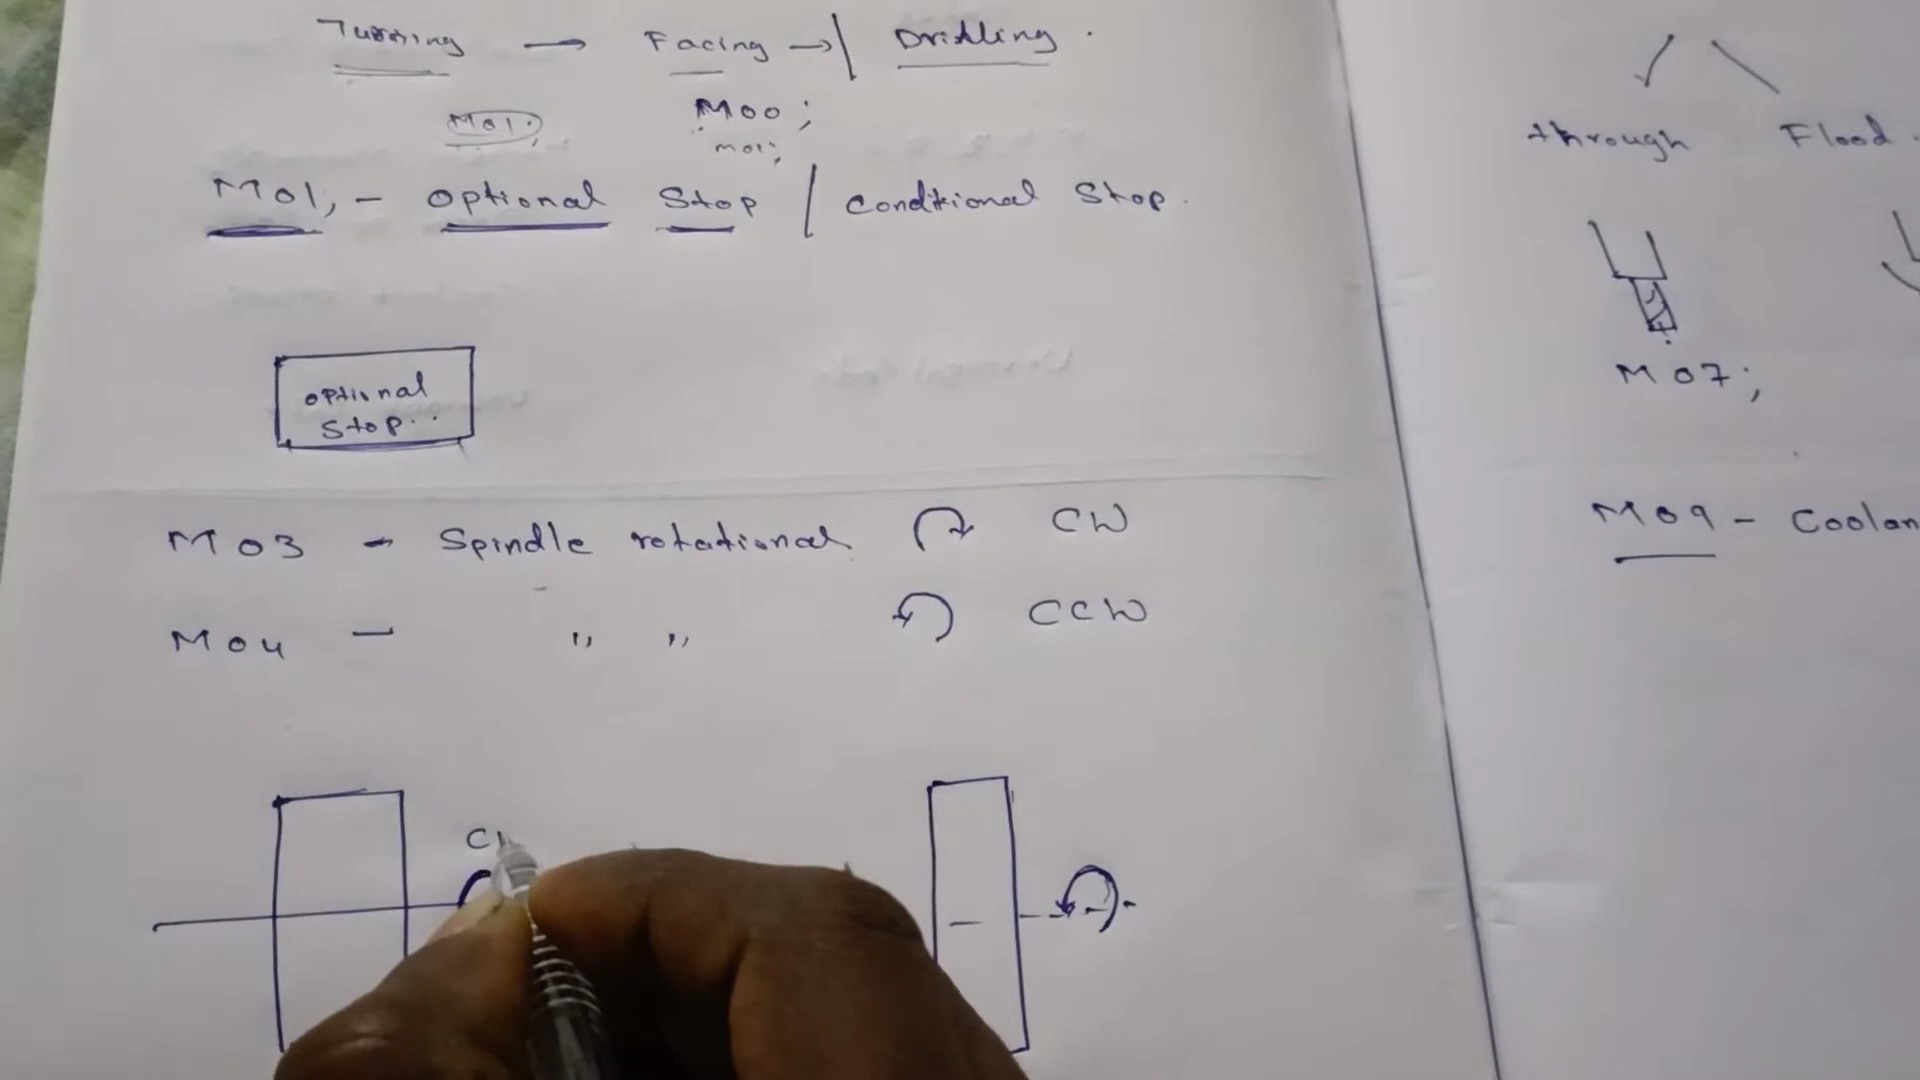 Turning → Facing → | Drilling.
M01; M00;
M01;
M01; - Optional Stop / Conditional Stop.
Optional
Stop..
M03 - Spindle rotational CW
M04 - " " CCW
C
through Flood.
M07;
M09 - Coolan